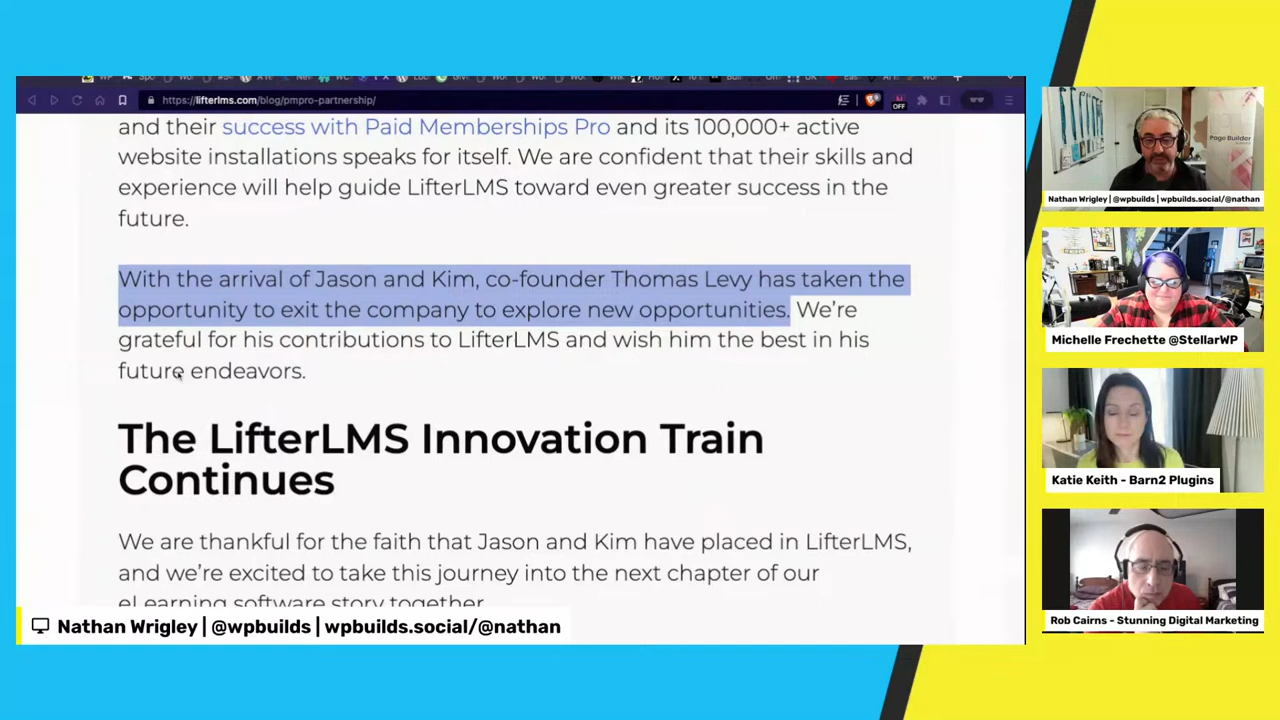 https://lifterlms.com/blog/pmpro-partnership/
OFF
and their success with Paid Memberships Pro and its 100,000+ active
website installations speaks for itself. We are confident that their skills and
experience will help guide LifterLMS toward even greater success in the
future.
With the arrival of Jason and Kim, co-founder Thomas Levy has taken the
opportunity to exit the company to explore new opportunities. We’re
grateful for his contributions to LifterLMS and wish him the best in his
future endeavors.
The LifterLMS Innovation Train
Continues
We are thankful for the faith that Jason and Kim have placed in LifterLMS,
and we’re excited to take this journey into the next chapter of our
eLearning software story together.
Nathan Wrigley | @wpbuilds | wpbuilds.social/@nathan
Page Builder
Nathan Wrigley | @wpbuilds | wpbuilds.social/@nathan
Michelle Frechette @StellarWP
Katie Keith - Barn2 Plugins
Rob Cairns - Stunning Digital Marketing